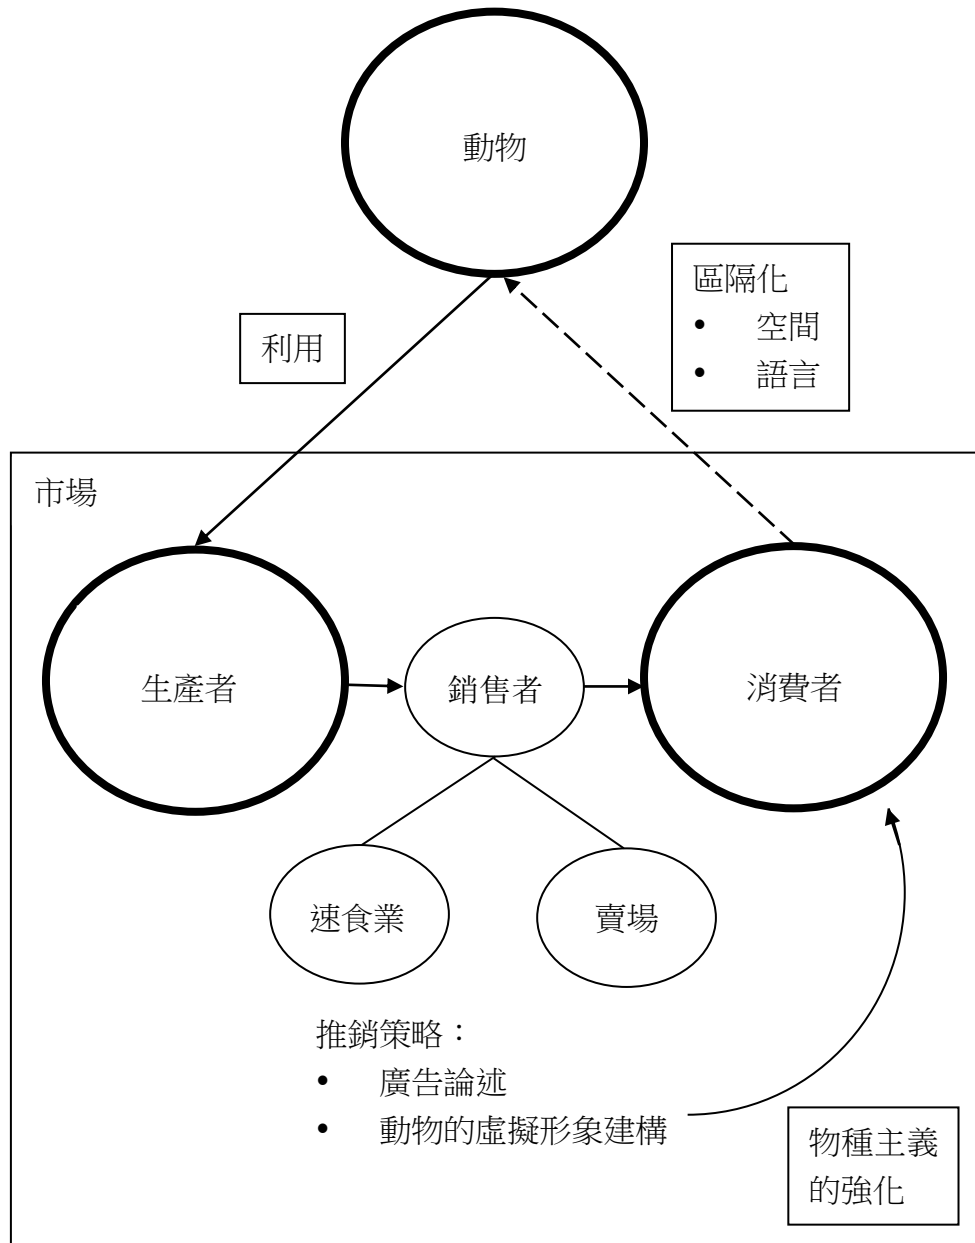 動物
區隔化
• 空間
• 語言
利用
市場
生產者
銷售者
消費者
速食業
賣場
推銷策略：
• 廣告論述
• 動物的虛擬形象建構
物種主義
的強化